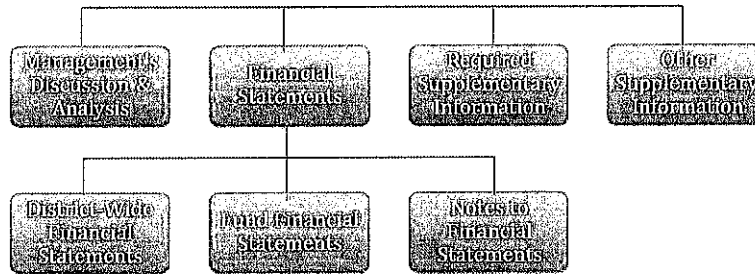 Management's
Discussion &
Analysis
Financial
Statements
Required
Supplementary
Information
Other
Supplementary
Information
District-Wide
Financial
Statements
Fund Financial
Statements
Notes to
Financial
Statements